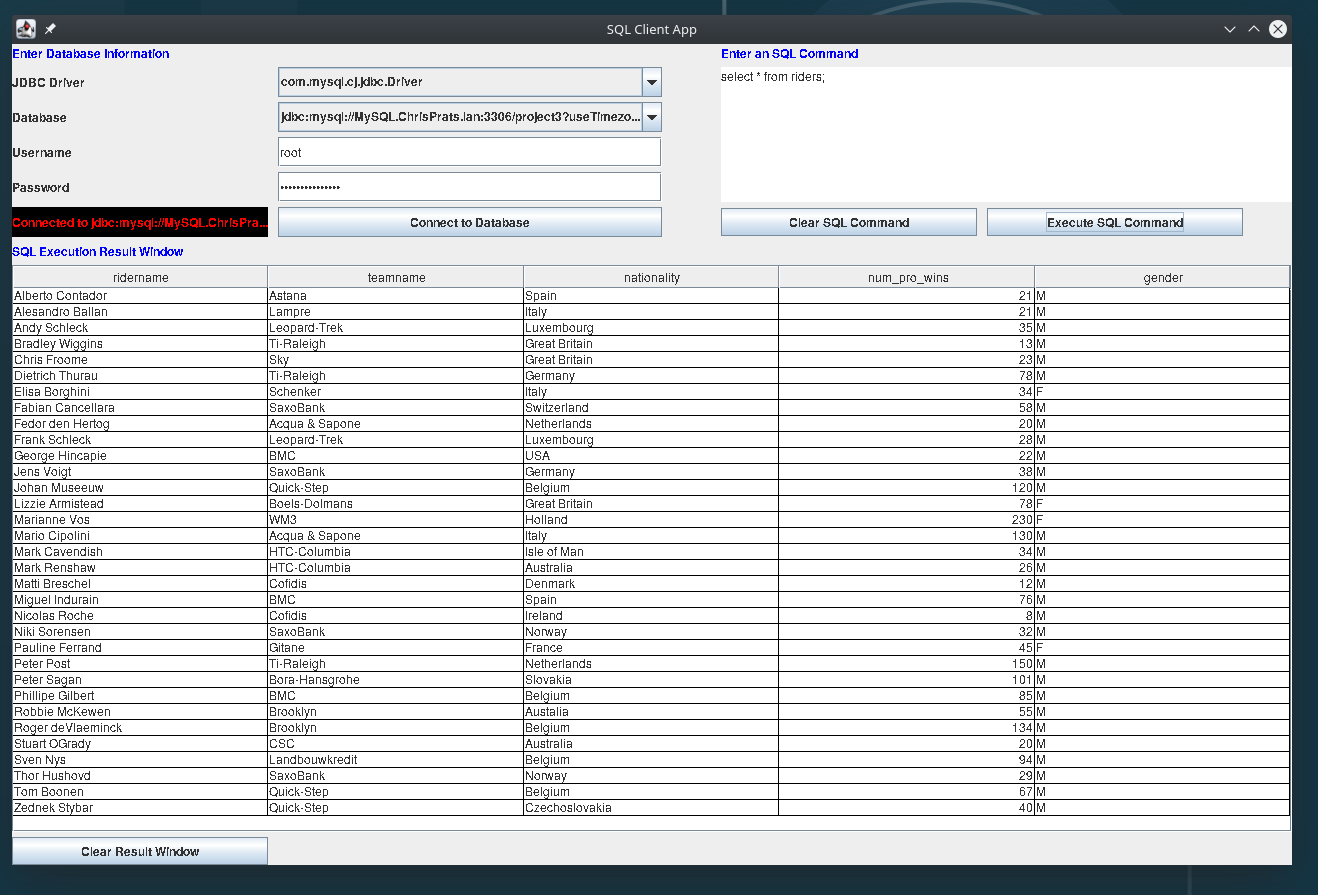 SQL Client App
Enter Database Information
Enter an SQL Command
JDBC Driver com.mysql.cj.jdbc.Driver
select * from riders;
Database jdbc:mysql://MySQL.ChrisPrats.lan:3306/project3?useTimezo...
Username root
Password •••••••••••••••
Connected to jdbc:mysql://MySQL.ChrisPra... Connect to Database Clear SQL Command Execute SQL Command
SQL Execution Result Window
ridername teamname nationality num_pro_wins gender
Alberto Contador Astana Spain 21 M
Alesandro Ballan Lampre Italy 21 M
Andy Schleck Leopard-Trek Luxembourg 35 M
Bradley Wiggins Ti-Raleigh Great Britain 13 M
Chris Froome Sky Great Britain 23 M
Dietrich Thurau Ti-Raleigh Germany 78 M
Elisa Borghini Schenker Italy 34 F
Fabian Cancellara SaxoBank Switzerland 58 M
Fedor den Hertog Acqua & Sapone Netherlands 20 M
Frank Schleck Leopard-Trek Luxembourg 28 M
George Hincapie BMC USA 22 M
Jens Voigt SaxoBank Germany 38 M
Johan Museeuw Quick-Step Belgium 120 M
Lizzie Armistead Boels-Dolmans Great Britain 78 F
Marianne Vos WM3 Holland 230 F
Mario Cipolini Acqua & Sapone Italy 130 M
Mark Cavendish HTC-Columbia Isle of Man 34 M
Mark Renshaw HTC-Columbia Australia 26 M
Matti Breschel Cofidis Denmark 12 M
Miguel Indurain BMC Spain 76 M
Nicolas Roche Cofidis Ireland 8 M
Niki Sorensen SaxoBank Norway 32 M
Pauline Ferrand Gitane France 45 F
Peter Post Ti-Raleigh Netherlands 150 M
Peter Sagan Bora-Hansgrohe Slovakia 101 M
Phillipe Gilbert BMC Belgium 85 M
Robbie McKewen Brooklyn Austalia 55 M
Roger deVlaeminck Brooklyn Belgium 134 M
Stuart OGrady CSC Australia 20 M
Sven Nys Landbouwkredit Belgium 94 M
Thor Hushovd SaxoBank Norway 29 M
Tom Boonen Quick-Step Belgium 67 M
Zednek Stybar Quick-Step Czechoslovakia 40 M
Clear Result Window